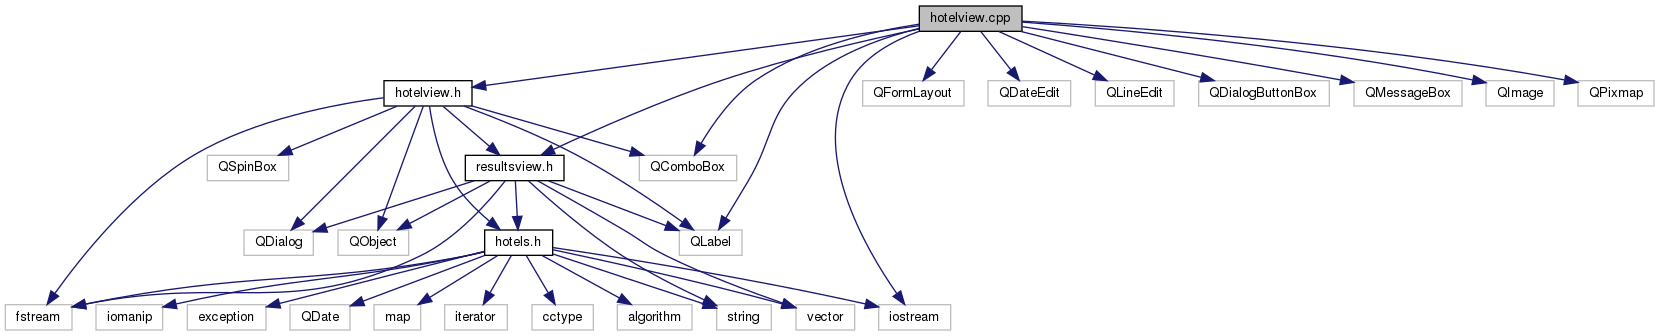 hotelview.cpp
hotelview.h
QFormLayout
QDateEdit
QLineEdit
QDialogButtonBox
QMessageBox
QImage
QPixmap
QSpinBox
resultsview.h
QComboBox
QDialog
QObject
hotels.h
QLabel
fstream
iomanip
exception
QDate
map
iterator
cctype
algorithm
string
vector
iostream